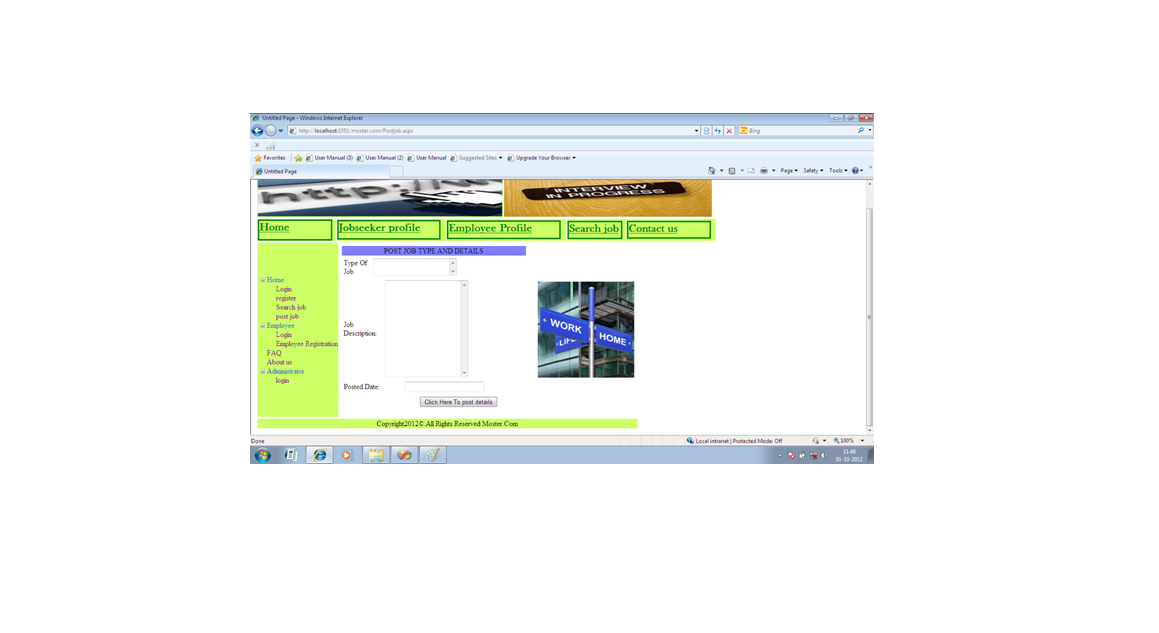 Untitled Page - Windows Internet Explorer
http://localhost:1051/moster.com/Postjob.aspx
Bing
Favorites User Manual (3) User Manual (2) User Manual Suggested Sites Upgrade Your Browser
Untitled Page
Page Safety Tools
http://
INTERVIEW
IN PROGRESS
Home Jobseeker profile Employee Profile Search job Contact us
POST JOB TYPE AND DETAILS
Type Of
Job
Home
Login
register
Search job
post job
Employee
Login
Employee Registration
FAQ
About us
Administrator
login
Job
Description:
WORK
LIFE
HOME
Posted Date:
Click Here To post details
Copyright2012© All Rights Reserved Moster.Com
Done Local intranet | Protected Mode: Off 100%
11:48
01-10-2012